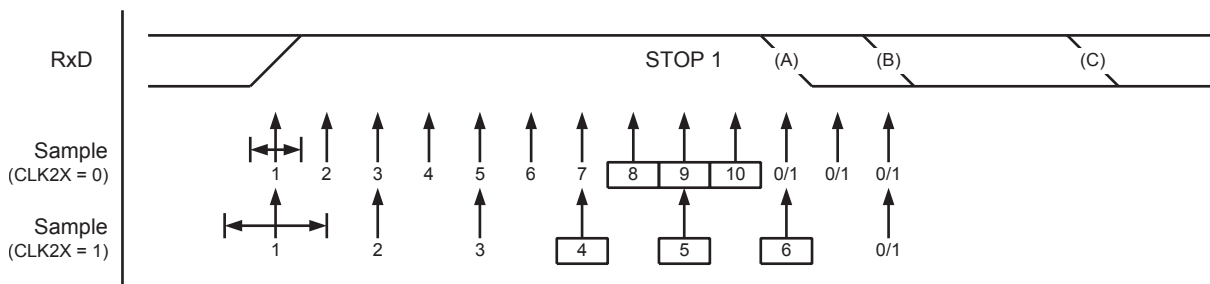 RxD STOP 1 (A) (B) (C)
Sample
(CLK2X = 0)
1 2 3 4 5 6 7 8 9 10 0/1 0/1 0/1
Sample
(CLK2X = 1)
1 2 3 4 5 6 0/1